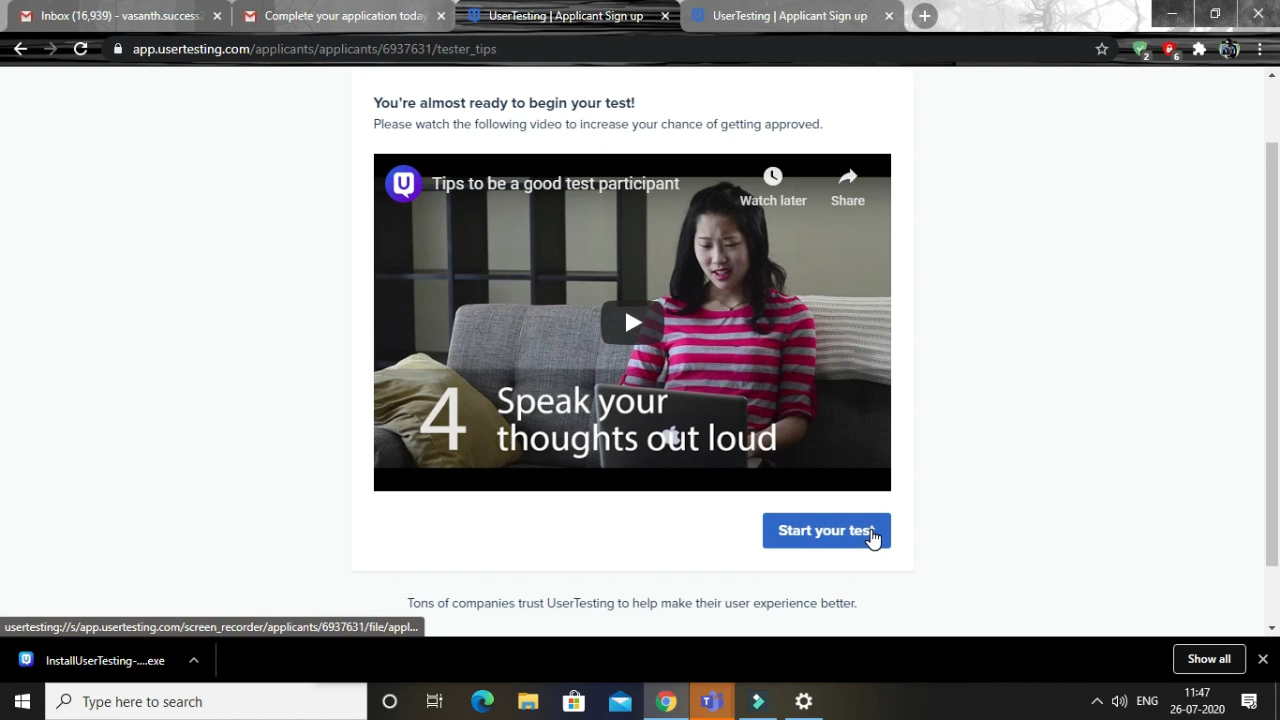 Inbox (16,939) - vasanth.succes
Complete your application today
UserTesting | Applicant Sign up
UserTesting | Applicant Sign up
app.usertesting.com/applicants/applicants/6937631/tester_tips
2
6
You're almost ready to begin your test!
Please watch the following video to increase your chance of getting approved.
Tips to be a good test participant
Watch later
Share
4
Speak your
thoughts out loud
Start your test
Tons of companies trust UserTesting to help make their user experience better.
usertesting://s/app.usertesting.com/screen_recorder/applicants/6937631/file/appl...
InstallUserTesting-....exe
Show all
Type here to search
ENG
11:47
26-07-2020